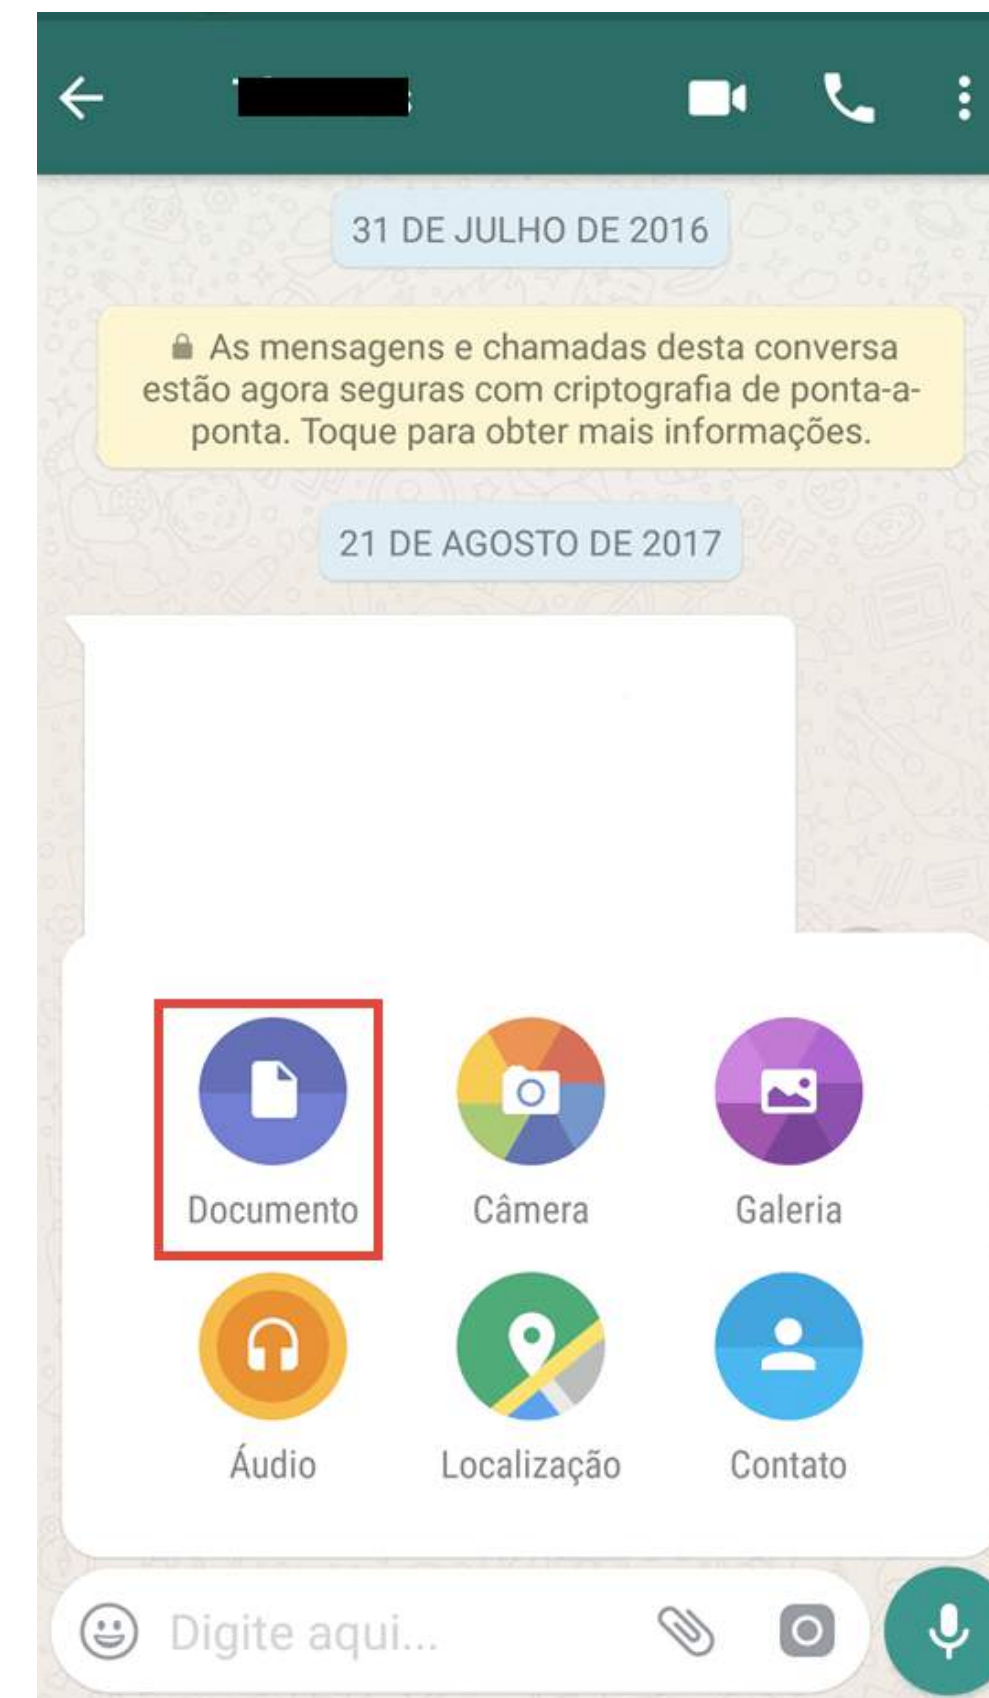 31 DE JULHO DE 2016
As mensagens e chamadas desta conversa
estão agora seguras com criptografia de ponta-a-
ponta. Toque para obter mais informações.
21 DE AGOSTO DE 2017
Documento
Câmera
Galeria
Áudio
Localização
Contato
Digite aqui...